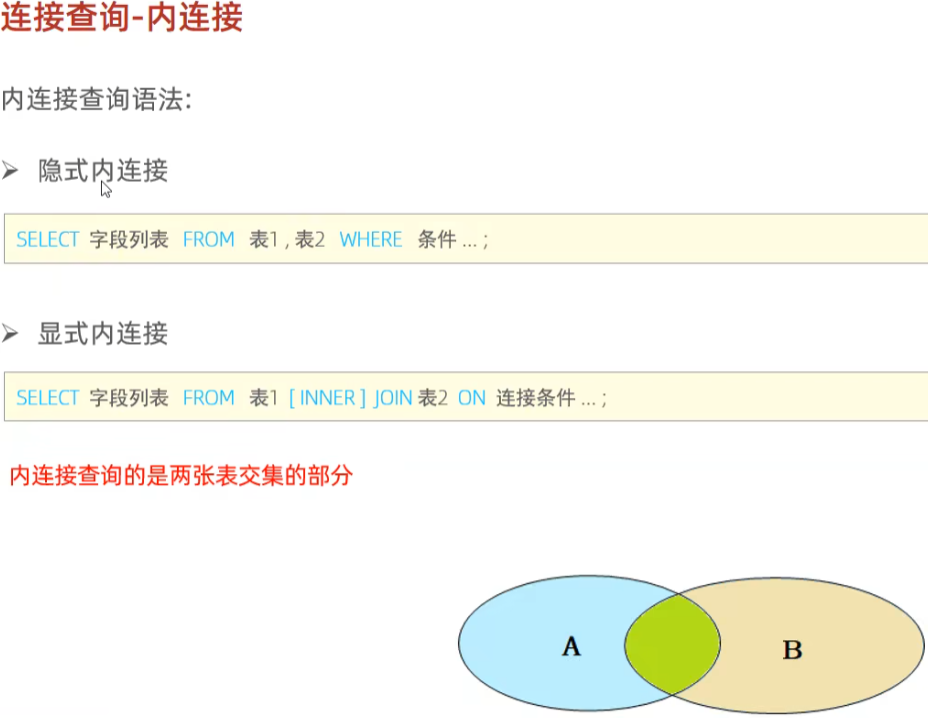 连接查询-内连接
内连接查询语法:
➢ 隐式内连接
SELECT 字段列表 FROM 表1 , 表2 WHERE 条件 ... ;
➢ 显式内连接
SELECT 字段列表 FROM 表1 [ INNER ] JOIN 表2 ON 连接条件 ... ;
内连接查询的是两张表交集的部分
A B